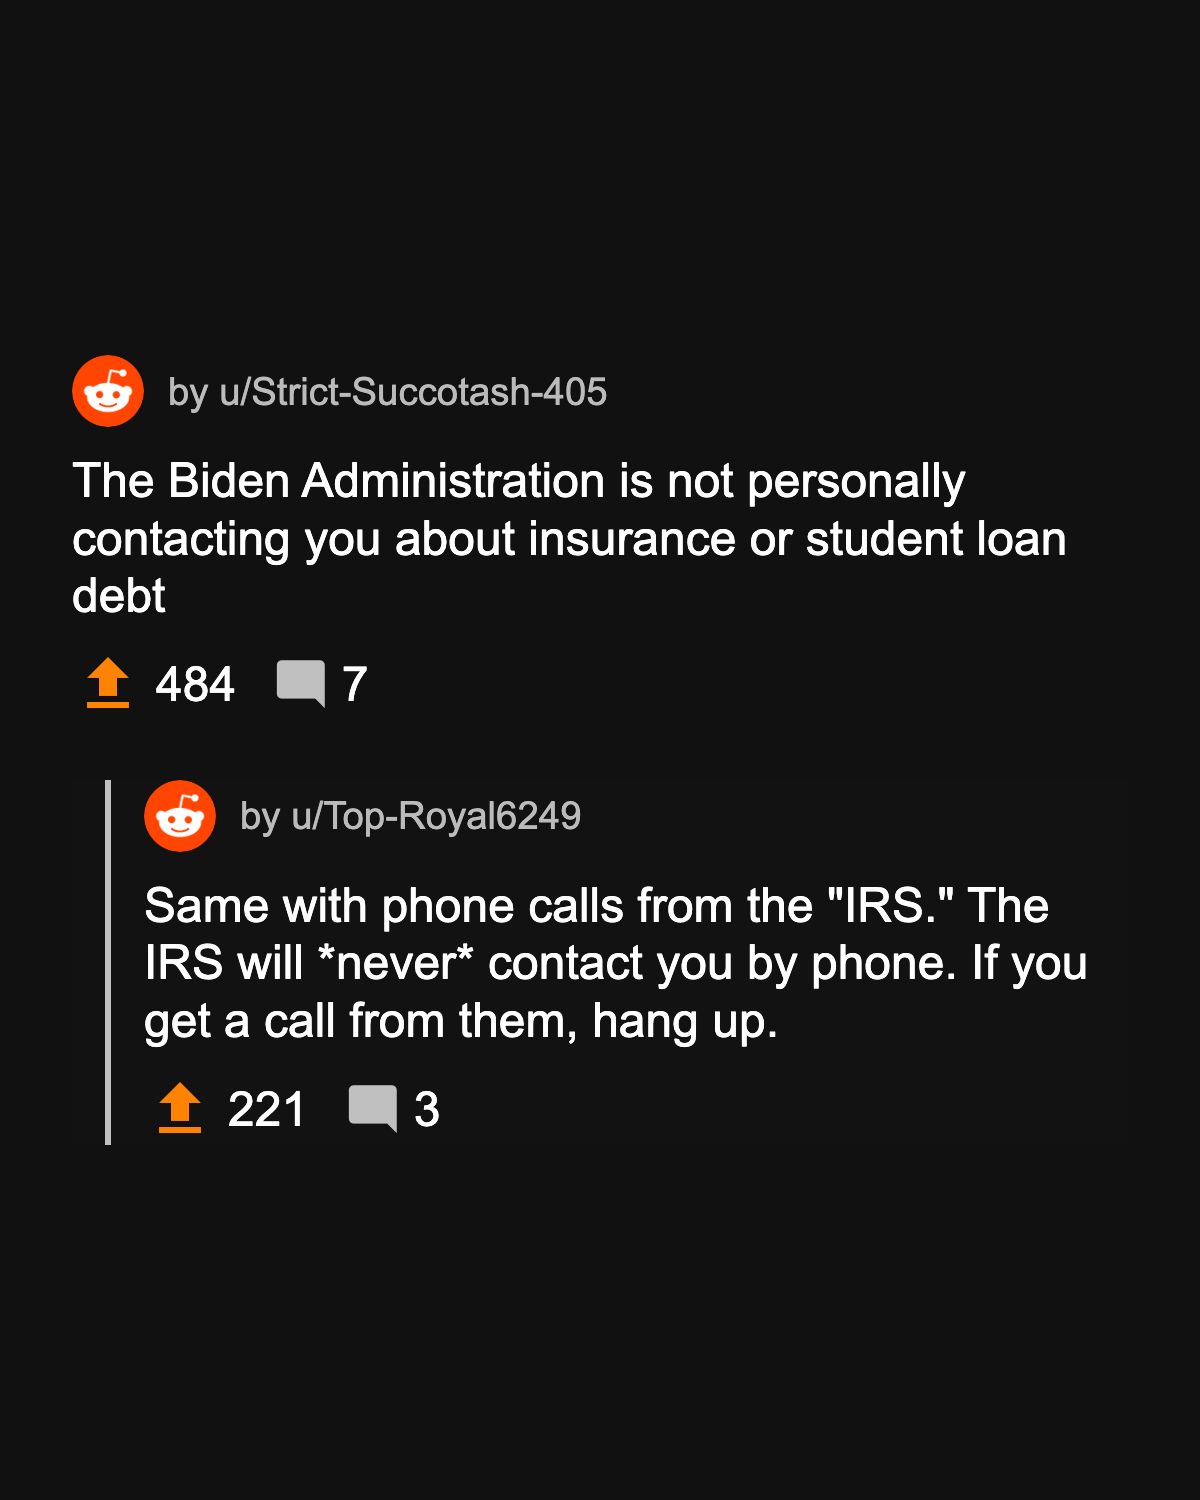 by u/Strict-Succotash-405
The Biden Administration is not personally
contacting you about insurance or student loan
debt
484 7
by u/Top-Royal6249
Same with phone calls from the "IRS." The
IRS will *never* contact you by phone. If you
get a call from them, hang up.
221 3